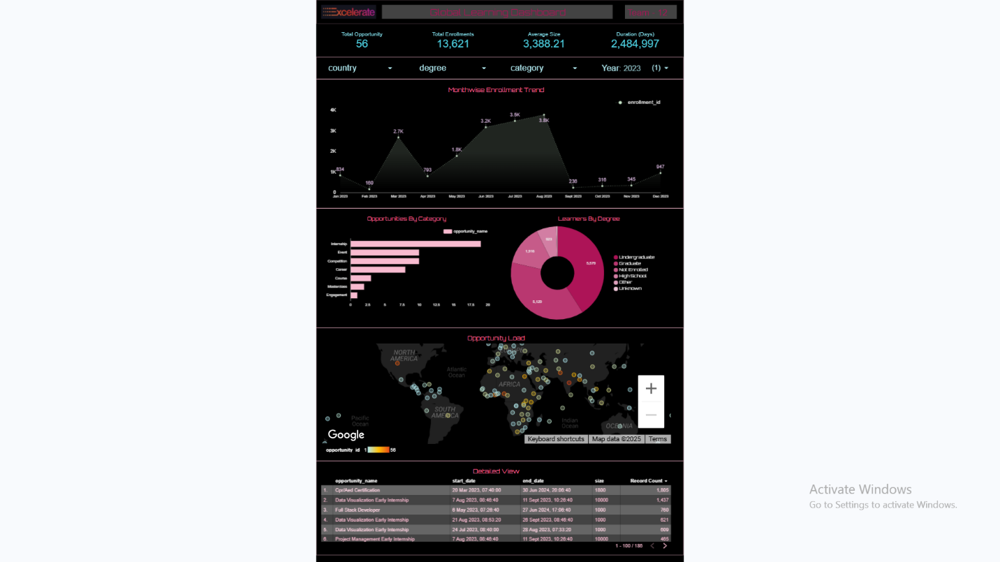 Excelerate
Global Learning Dashboard
Total Opportunity
56
Total Enrollments
13,621
Average Size
3,388.21
Duration (Days)
2,484,997
country
degree
category
Year: 2023 (1)
Monthwise Enrollment Trend
enrollment_id
4K
3K
2K
1K
0
834
160
2.7K
793
1.8K
3.2K
3.5K
3.8K
236
316
345
947
Jan 2023 Feb 2023 Mar 2023 Apr 2023 May 2023 Jun 2023 Jul 2023 Aug 2023 Sept 2023 Oct 2023 Nov 2023 Dec 2023
Opportunities By Category
opportunity_name
Internship
Event
Competition
Career
Course
Masterclass
Engagement
0 2.5 5 7.5 10 12.5 15 17.5 20
Learners By Degree
Undergraduate
Graduate
Not Enrolled
High School
Other
Unknown
Opportunity Load
NORTH AMERICA
Atlantic Ocean
AFRICA
SOUTH AMERICA
Pacific Ocean
Indian Ocean
OCEANIA
Google
Keyboard shortcuts
Map data ©2025
Terms
opportunity_id 1 56
Detailed View
opportunity_name start_date end_date size Record Count
1. Cpr/Aed Certification 20 Mar 2023, 07:40:00 30 Jun 2024, 20:06:40 1800 1,805
2. Data Visualization Early Internship 7 Aug 2023, 08:46:40 11 Sept 2023, 10:26:40 10000 1,437
3. Full Stack Developer 6 May 2023, 07:26:40 27 Jun 2024, 17:06:40 1000 760
4. Data Visualization Early Internship 21 Aug 2023, 08:53:20 26 Sept 2023, 08:46:40 1000 621
5. Data Visualization Early Internship 24 Jul 2023, 08:40:00 28 Aug 2023, 07:33:20 1000 609
6. Project Management Early Internship 7 Aug 2023, 08:46:40 11 Sept 2023, 10:26:40 10000 465
1 - 100 / 186
Activate Windows
Go to Settings to activate Windows.